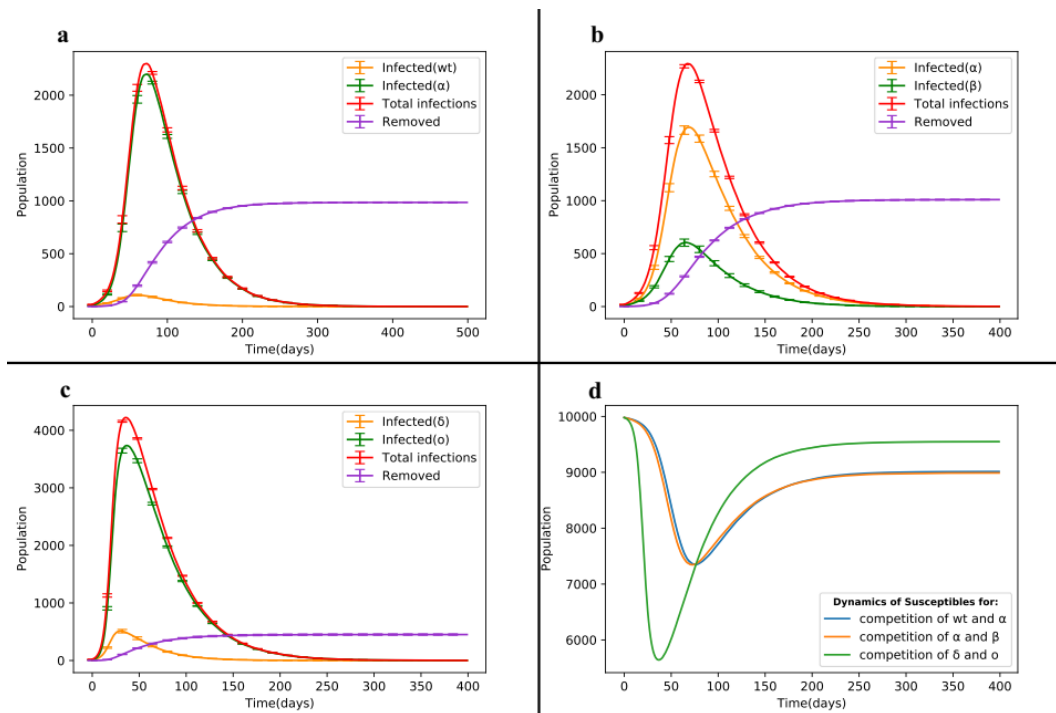 a
Infected(wt)
Infected(α)
Total infections
Removed
Population
2000
1500
1000
500
0
0 100 200 300 400 500
Time(days)
b
Infected(α)
Infected(β)
Total infections
Removed
Population
2000
1500
1000
500
0
0 50 100 150 200 250 300 350 400
Time(days)
c
Infected(δ)
Infected(o)
Total infections
Removed
Population
4000
3000
2000
1000
0
0 50 100 150 200 250 300 350 400
Time(days)
d
Population
10000
9000
8000
7000
6000
Dynamics of Susceptibles for:
competition of wt and α
competition of α and β
competition of δ and o
0 50 100 150 200 250 300 350 400
Time(days)